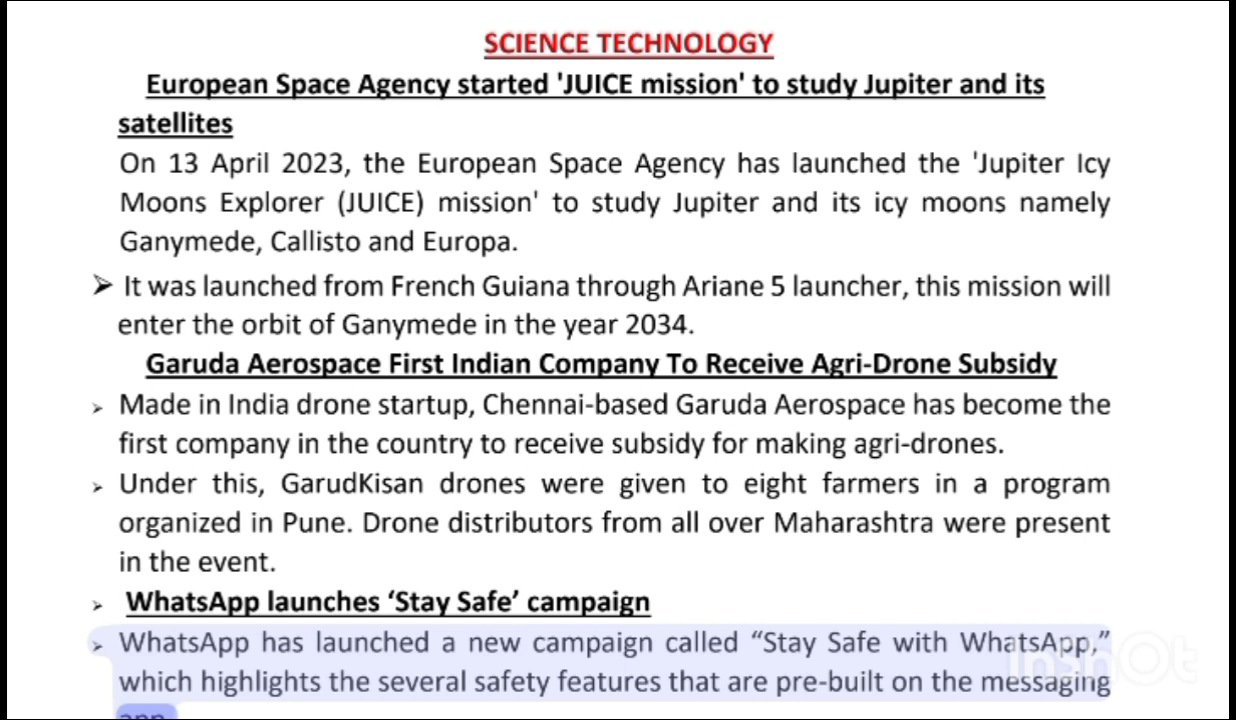 SCIENCE TECHNOLOGY
European Space Agency started 'JUICE mission' to study Jupiter and its
satellites
On 13 April 2023, the European Space Agency has launched the 'Jupiter Icy
Moons Explorer (JUICE) mission' to study Jupiter and its icy moons namely
Ganymede, Callisto and Europa.
➤ It was launched from French Guiana through Ariane 5 launcher, this mission will
enter the orbit of Ganymede in the year 2034.
Garuda Aerospace First Indian Company To Receive Agri-Drone Subsidy
➤ Made in India drone startup, Chennai-based Garuda Aerospace has become the
first company in the country to receive subsidy for making agri-drones.
➤ Under this, GarudKisan drones were given to eight farmers in a program
organized in Pune. Drone distributors from all over Maharashtra were present
in the event.
➤ WhatsApp launches ‘Stay Safe’ campaign
➤ WhatsApp has launched a new campaign called “Stay Safe with WhatsApp,”
which highlights the several safety features that are pre-built on the messaging
app.
InShOt